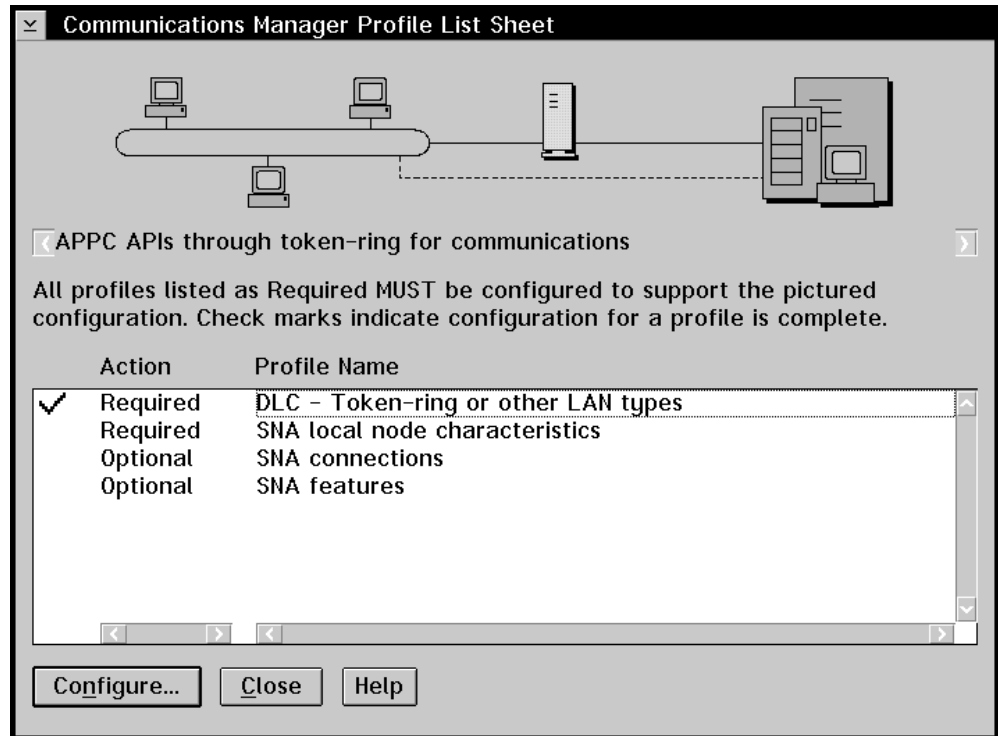 Communications Manager Profile List Sheet
APPC APIs through token-ring for communications
All profiles listed as Required MUST be configured to support the pictured
configuration. Check marks indicate configuration for a profile is complete.
Action Profile Name
Required DLC - Token-ring or other LAN types
Required SNA local node characteristics
Optional SNA connections
Optional SNA features
Configure... Close Help